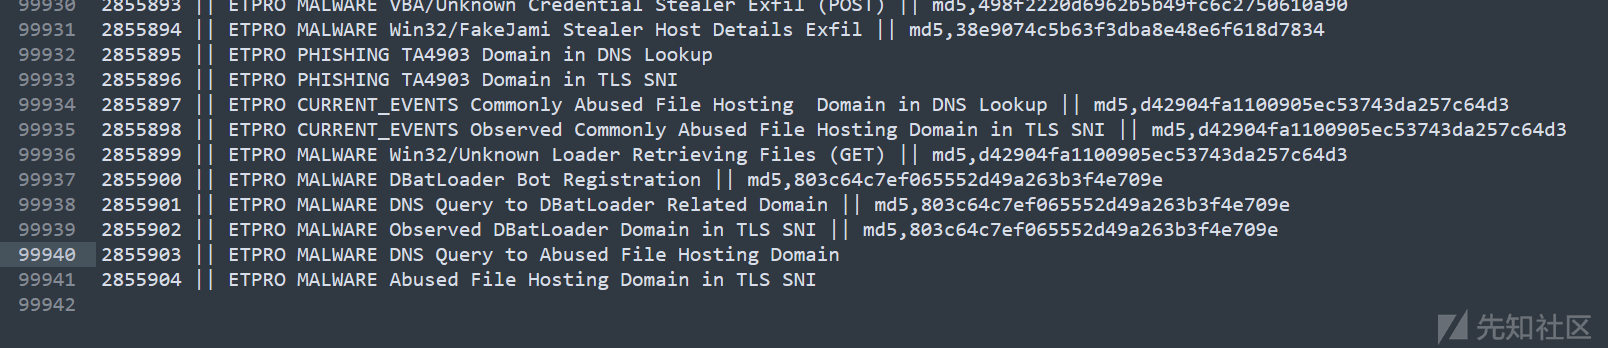 99930 2855893 || ETPRO MALWARE VBA/Unknown Credential Stealer Exfil (POST) || md5,498f2220d6962b5b49fc6c2750610a90
99931 2855894 || ETPRO MALWARE Win32/FakeJami Stealer Host Details Exfil || md5,38e9074c5b63f3dba8e48e6f618d7834
99932 2855895 || ETPRO PHISHING TA4903 Domain in DNS Lookup
99933 2855896 || ETPRO PHISHING TA4903 Domain in TLS SNI
99934 2855897 || ETPRO CURRENT_EVENTS Commonly Abused File Hosting  Domain in DNS Lookup || md5,d42904fa1100905ec53743da257c64d3
99935 2855898 || ETPRO CURRENT_EVENTS Observed Commonly Abused File Hosting Domain in TLS SNI || md5,d42904fa1100905ec53743da257c64d3
99936 2855899 || ETPRO MALWARE Win32/Unknown Loader Retrieving Files (GET) || md5,d42904fa1100905ec53743da257c64d3
99937 2855900 || ETPRO MALWARE DBatLoader Bot Registration || md5,803c64c7ef065552d49a263b3f4e709e
99938 2855901 || ETPRO MALWARE DNS Query to DBatLoader Related Domain || md5,803c64c7ef065552d49a263b3f4e709e
99939 2855902 || ETPRO MALWARE Observed DBatLoader Domain in TLS SNI || md5,803c64c7ef065552d49a263b3f4e709e
99940 2855903 || ETPRO MALWARE DNS Query to Abused File Hosting Domain
99941 2855904 || ETPRO MALWARE Abused File Hosting Domain in TLS SNI
99942
先知社区